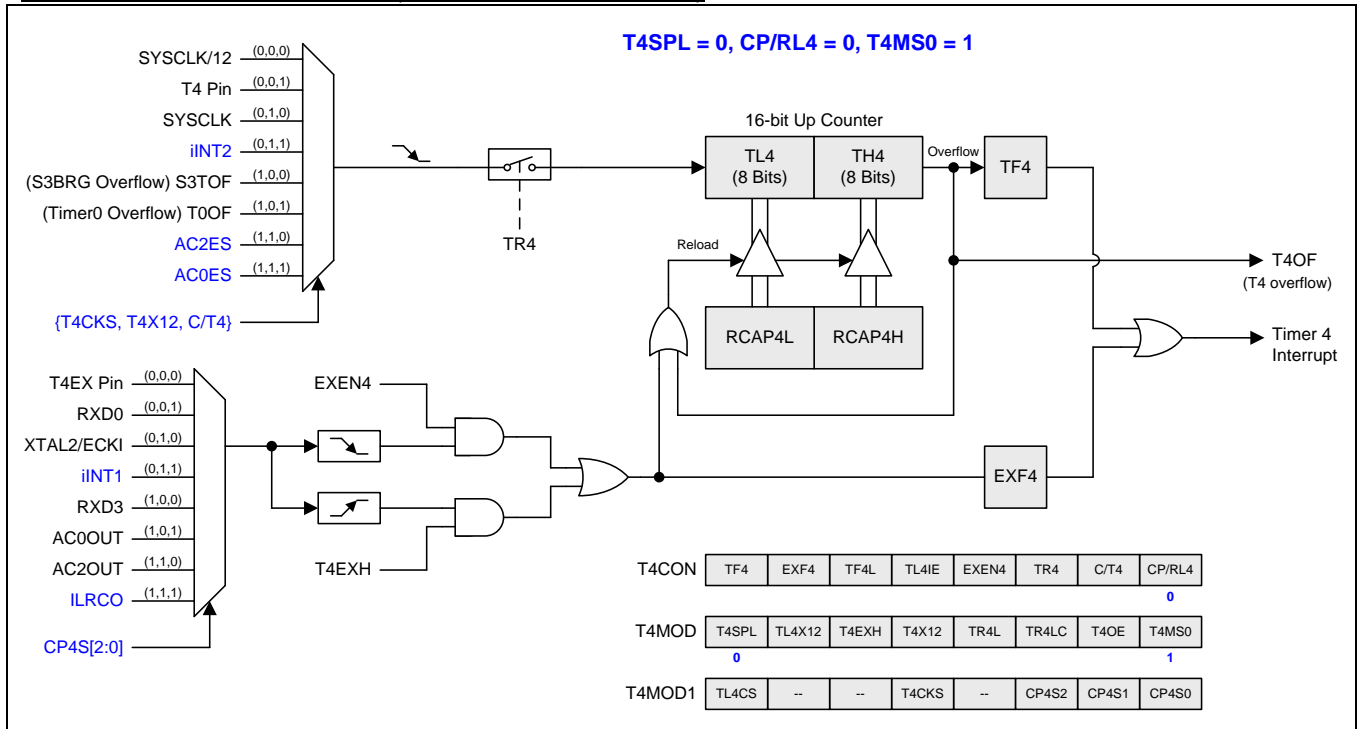 T4SPL = 0, CP/RL4 = 0, T4MS0 = 1
SYSCLK/12 (0,0,0)
T4 Pin (0,0,1)
SYSCLK (0,1,0)
iINT2 (0,1,1)
(S3BRG Overflow) S3TOF (1,0,0)
(Timer0 Overflow) T0OF (1,0,1)
AC2ES (1,1,0)
AC0ES (1,1,1)
{T4CKS, T4X12, C/T4}
TR4
16-bit Up Counter
TL4
(8 Bits)
TH4
(8 Bits)
Overflow
TF4
Reload
RCAP4L
RCAP4H
T4OF
(T4 overflow)
Timer 4
Interrupt
T4EX Pin (0,0,0)
RXD0 (0,0,1)
XTAL2/ECKI (0,1,0)
iINT1 (0,1,1)
RXD3 (1,0,0)
AC0OUT (1,0,1)
AC2OUT (1,1,0)
ILRCO (1,1,1)
CP4S[2:0]
EXEN4
T4EXH
EXF4
T4CON TF4 EXF4 TF4L TL4IE EXEN4 TR4 C/T4 CP/RL4
0
T4MOD T4SPL TL4X12 T4EXH T4X12 TR4L TR4LC T4OE T4MS0
0 1
T4MOD1 TL4CS -- -- T4CKS -- CP4S2 CP4S1 CP4S0